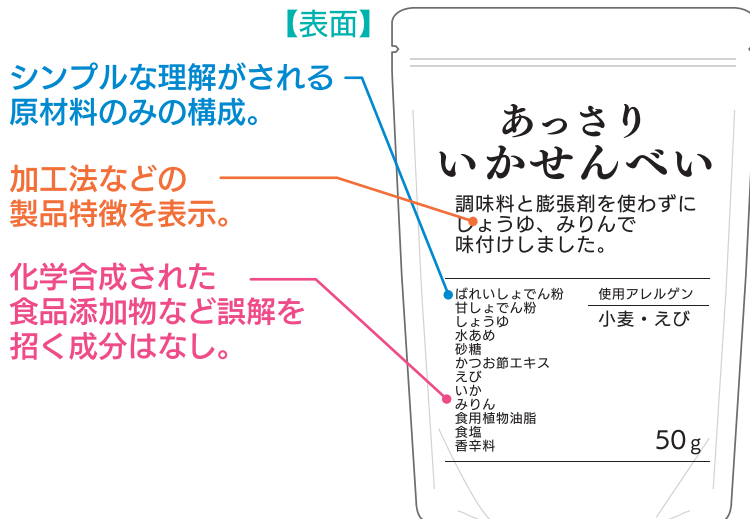 【表面】
シンプルな理解がされる
原材料のみの構成。
加工法などの
製品特徴を表示。
化学合成された
食品添加物など誤解を
招く成分はなし。
あっさり
いかせんべい
調味料と膨張剤を使わずに
しょうゆ、みりんで
味付けしました。
ばれいしょでん粉
甘しょでん粉
しょうゆ
水あめ
砂糖
かつお節エキス
えび
いか
みりん
食用植物油脂
食塩
香辛料
使用アレルゲン
小麦・えび
50g